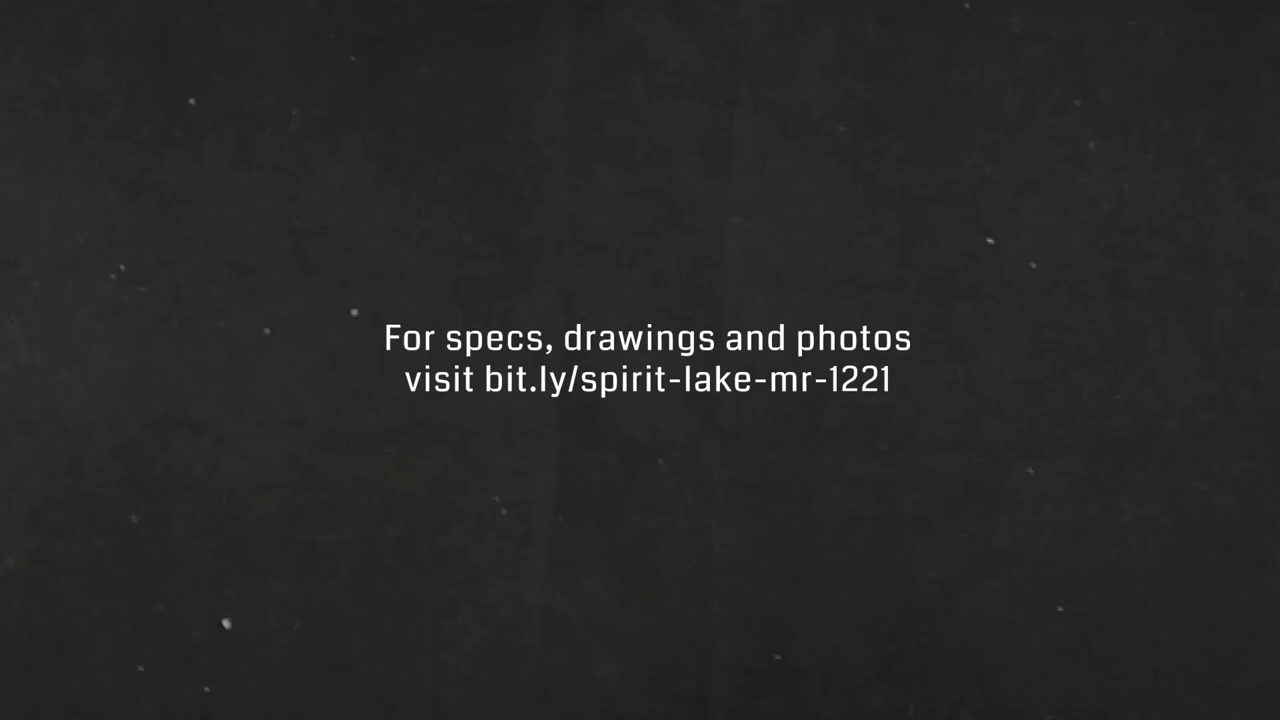 For specs, drawings and photos
visit bit.ly/spirit-lake-mr-1221